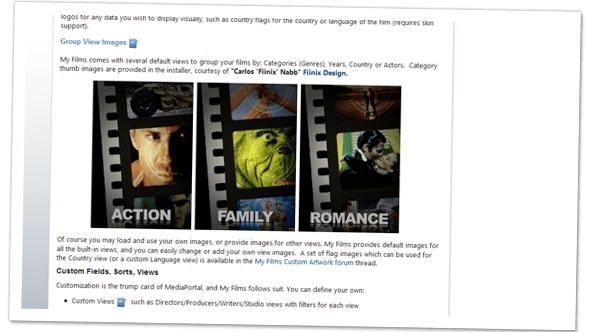 logos for any data you wish to display visually, such as country flags for the country or language of the film (requires skin
support).
Group View Images
My Films comes with several default views to group your films by: Categories (Genres), Years, Country or Actors. Category
thumb images are provided in the installer, courtesy of "Carlos 'Fiinix' Nabb" Fiinix Design.
ACTION
FAMILY
ROMANCE
Of course you may load and use your own images, or provide images for other views. My Films provides default images for
all the built-in views, and you can easily change or add your own view images. A set of flag images which can be used for
the Country view (or a custom Language view) is available in the My Films Custom Artwork forum thread.
Custom Fields, Sorts, Views
Customization is the trump card of MediaPortal, and My Films follows suit. You can define your own:
• Custom Views such as Directors/Producers/Writers/Studio views with filters for each view